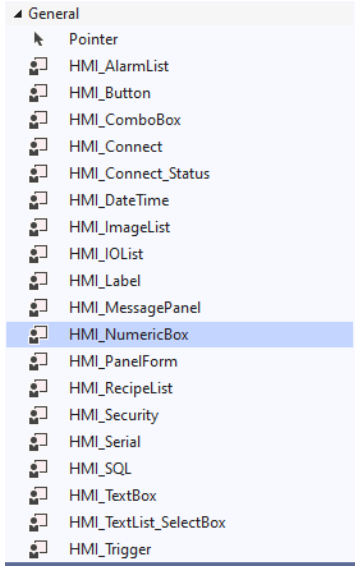 General
Pointer
HMI_AlarmList
HMI_Button
HMI_ComboBox
HMI_Connect
HMI_Connect_Status
HMI_DateTime
HMI_ImageList
HMI_IOList
HMI_Label
HMI_MessagePanel
HMI_NumericBox
HMI_PanelForm
HMI_RecipeList
HMI_Security
HMI_Serial
HMI_SQL
HMI_TextBox
HMI_TextList_SelectBox
HMI_Trigger